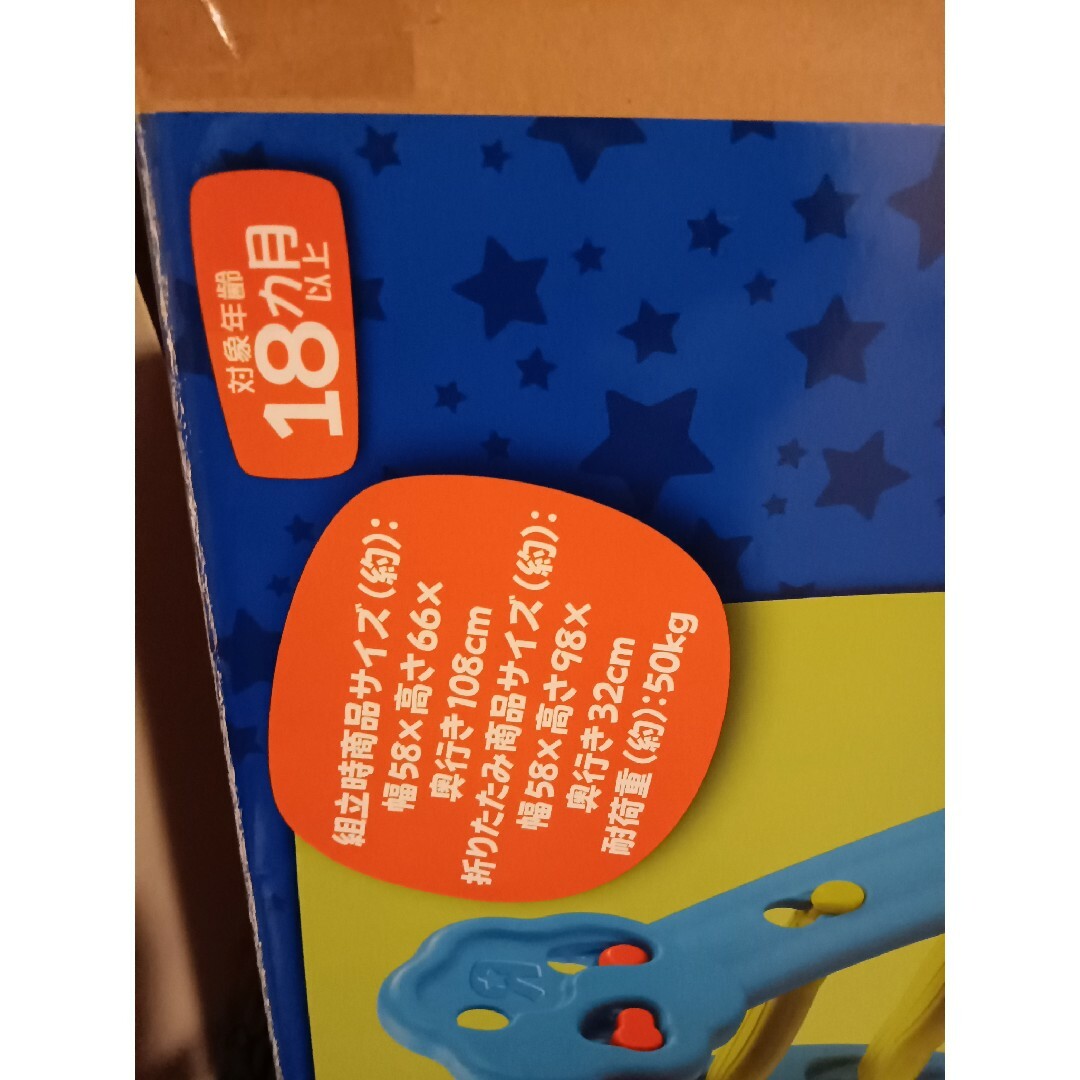 対象年齢
18カ月
以上
組立時商品サイズ(約):
幅58×高さ66×
奥行き108cm
折りたたみ商品サイズ(約):
幅58×高さ98×
奥行き32cm
耐荷重(約):50kg